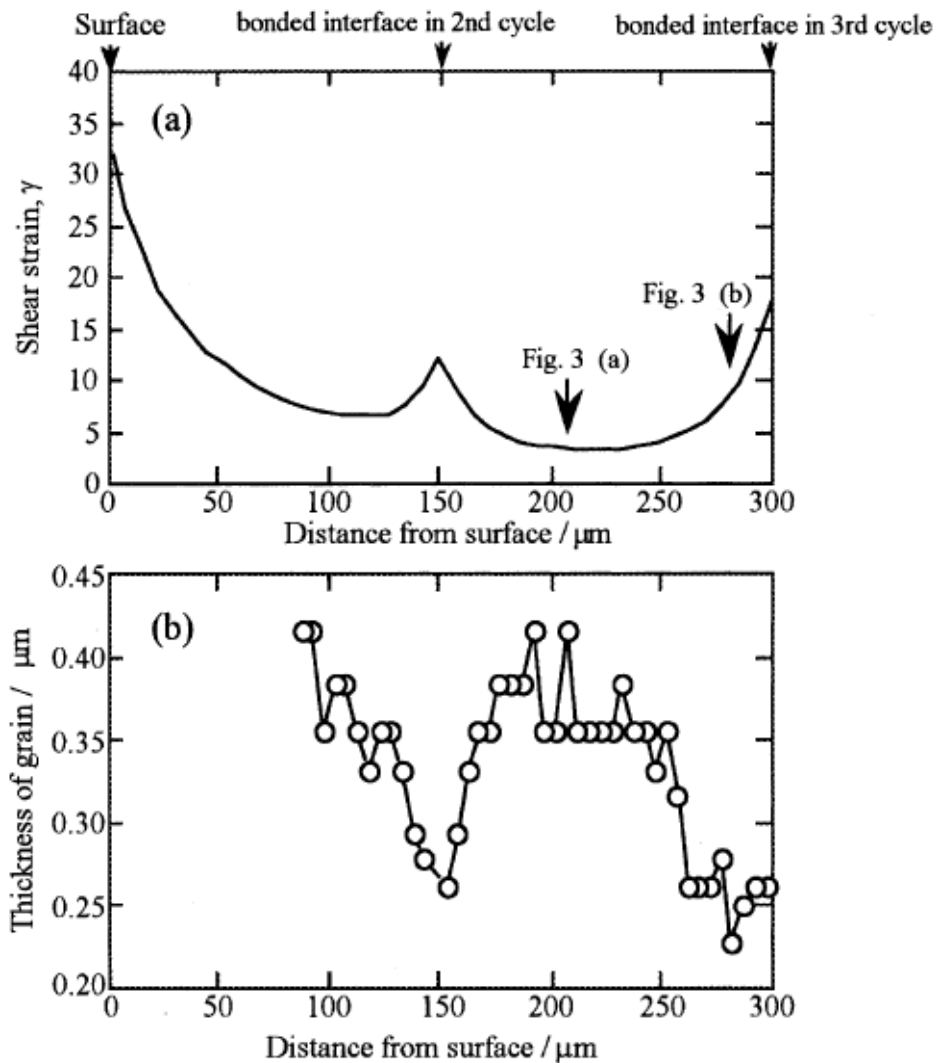 Surface
bonded interface in 2nd cycle
bonded interface in 3rd cycle
40
35
30
25
20
15
10
5
0
Shear strain, γ
(a)
Fig. 3 (a)
Fig. 3 (b)
0 50 100 150 200 250 300
Distance from surface / μm
0.45
0.40
0.35
0.30
0.25
0.20
Thickness of grain / μm
(b)
0 50 100 150 200 250 300
Distance from surface / μm